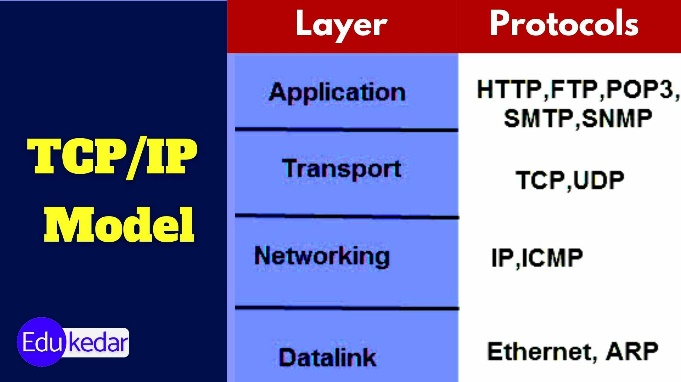 TCP/IP
Model
Edukedar
Layer Protocols
Application HTTP,FTP,POP3,
SMTP,SNMP
Transport TCP,UDP
Networking IP,ICMP
Datalink Ethernet, ARP